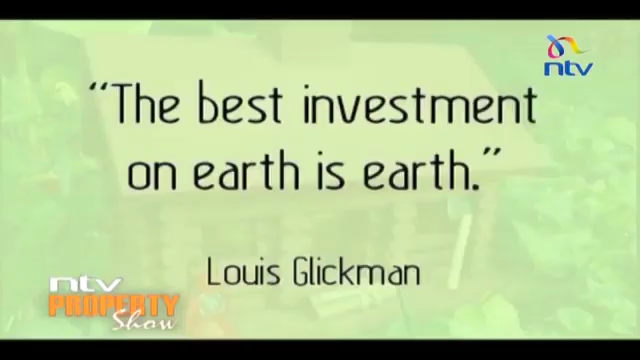 ntv
“The best investment
on earth is earth.”
Louis Glickman
ntv
PROPERTY
Show